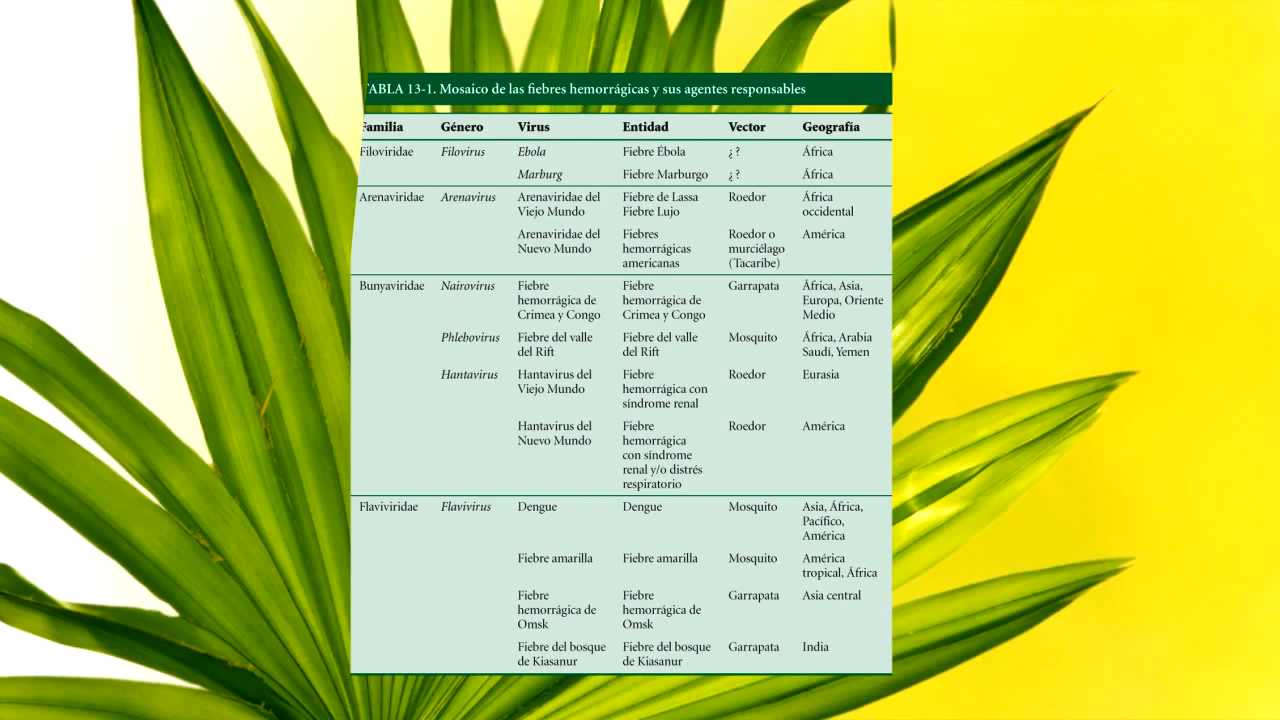 TABLA 13-1. Mosaico de las fiebres hemorrágicas y sus agentes responsables
Familia Género Virus Entidad Vector Geografía
Filoviridae Filovirus Ebola Fiebre Ébola ¿? África
Marburg Fiebre Marburgo ¿? África
Arenaviridae Arenavirus Arenaviridae del Fiebre de Lassa Roedor África
Viejo Mundo Fiebre Lujo occidental
Arenaviridae del Fiebres Roedor o América
Nuevo Mundo hemorrágicas murciélago
americanas (Tacaribe)
Bunyaviridae Nairovirus Fiebre Fiebre Garrapata África, Asia,
hemorrágica de hemorrágica de Europa, Oriente
Crimea y Congo Crimea y Congo Medio
Phlebovirus Fiebre del valle Fiebre del valle Mosquito África, Arabia
del Rift del Rift Saudí, Yemen
Hantavirus Hantavirus del Fiebre Roedor Eurasia
Viejo Mundo hemorrágica con
síndrome renal
Hantavirus del Fiebre Roedor América
Nuevo Mundo hemorrágica
con síndrome
renal y/o distrés
respiratorio
Flaviviridae Flavivirus Dengue Dengue Mosquito Asia, África,
Pacífico,
América
Fiebre amarilla Fiebre amarilla Mosquito América
tropical, África
Fiebre Fiebre Garrapata Asia central
hemorrágica de hemorrágica de
Omsk Omsk
Fiebre del bosque Fiebre del bosque Garrapata India
de Kiasanur de Kiasanur